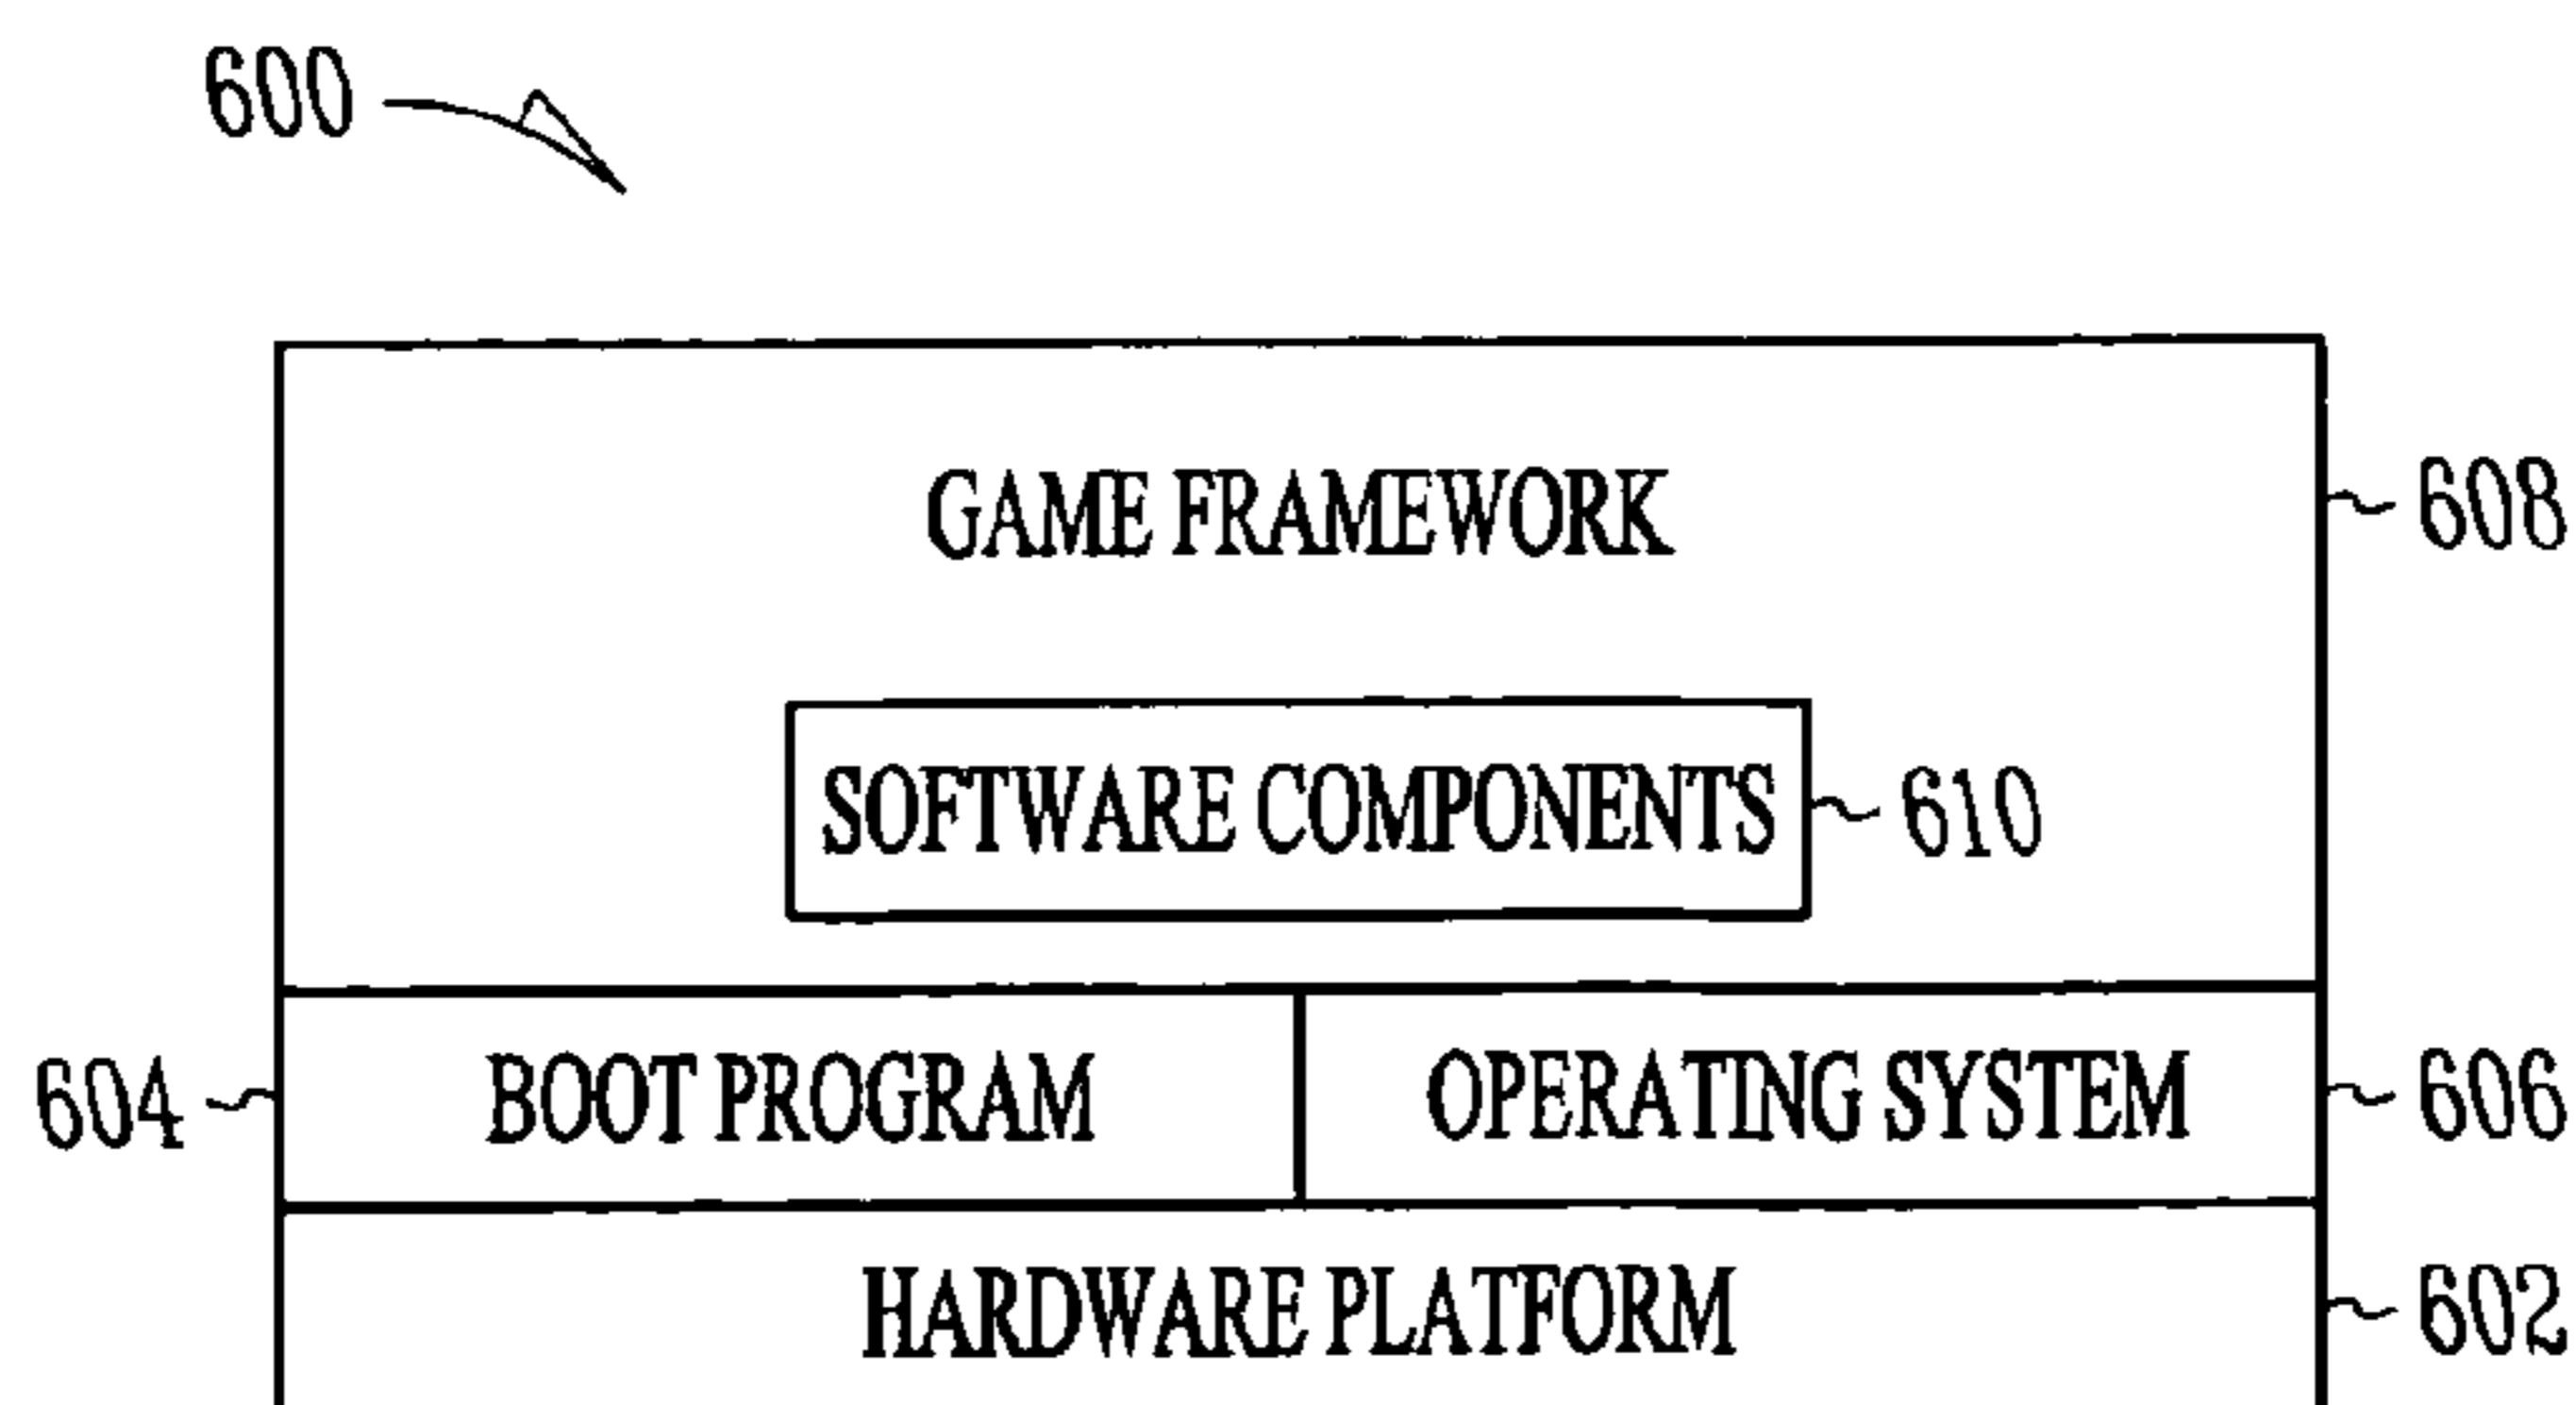 600
GAME FRAMEWORK
608
SOFTWARE COMPONENTS
610
604
BOOT PROGRAM
OPERATING SYSTEM
606
HARDWARE PLATFORM
602